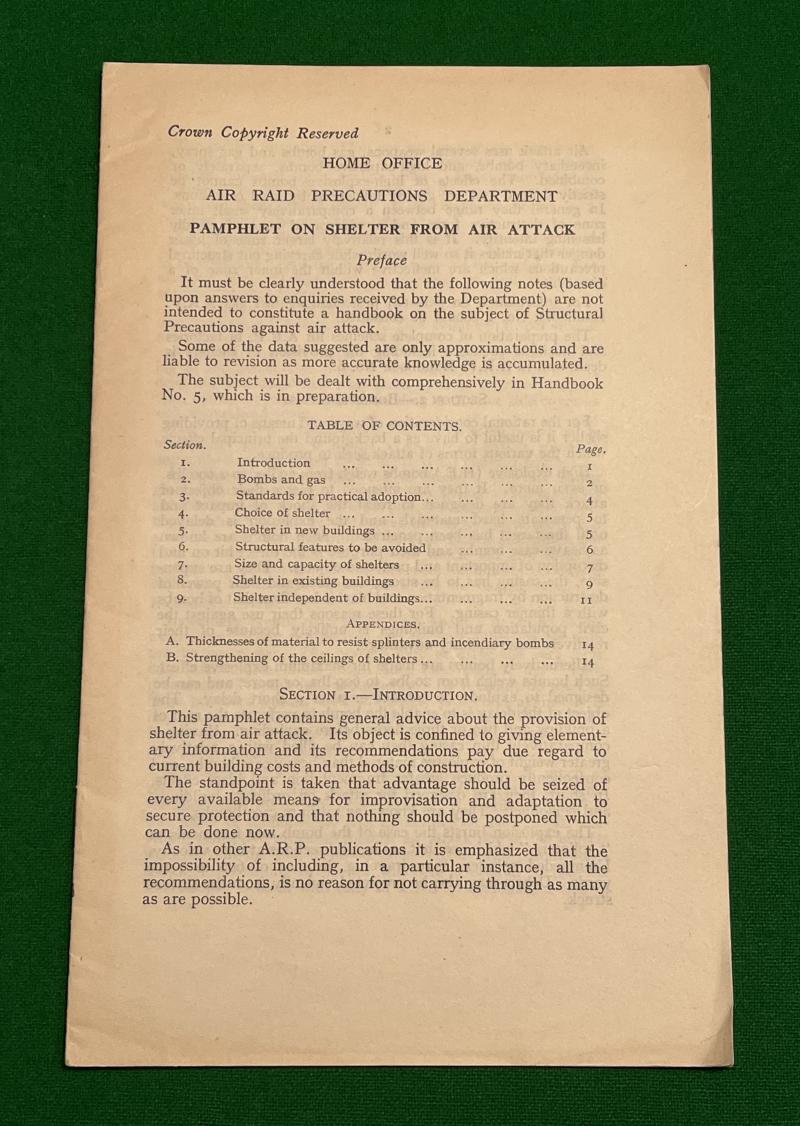 Crown Copyright Reserved
HOME OFFICE
AIR RAID PRECAUTIONS DEPARTMENT
PAMPHLET ON SHELTER FROM AIR ATTACK
Preface
It must be clearly understood that the following notes (based
upon answers to enquiries received by the Department) are not
intended to constitute a handbook on the subject of Structural
Precautions against air attack.
Some of the data suggested are only approximations and are
liable to revision as more accurate knowledge is accumulated.
The subject will be dealt with comprehensively in Handbook
No. 5, which is in preparation.
TABLE OF CONTENTS.
Section. Page.
1. Introduction ... ... ... ... ... ... 1
2. Bombs and gas ... ... ... ... ... ... 2
3. Standards for practical adoption... ... ... ... 4
4. Choice of shelter ... ... ... ... ... ... 5
5. Shelter in new buildings ... ... ... ... ... 5
6. Structural features to be avoided ... ... ... 6
7. Size and capacity of shelters ... ... ... ... 7
8. Shelter in existing buildings ... ... ... ... 9
9. Shelter independent of buildings... ... ... ... 11
APPENDICES.
A. Thicknesses of material to resist splinters and incendiary bombs 14
B. Strengthening of the ceilings of shelters ... ... ... ... 14
SECTION 1.—INTRODUCTION.
This pamphlet contains general advice about the provision of
shelter from air attack. Its object is confined to giving element-
ary information and its recommendations pay due regard to
current building costs and methods of construction.
The standpoint is taken that advantage should be seized of
every available means for improvisation and adaptation to
secure protection and that nothing should be postponed which
can be done now.
As in other A.R.P. publications it is emphasized that the
impossibility of including, in a particular instance, all the
recommendations, is no reason for not carrying through as many
as are possible.